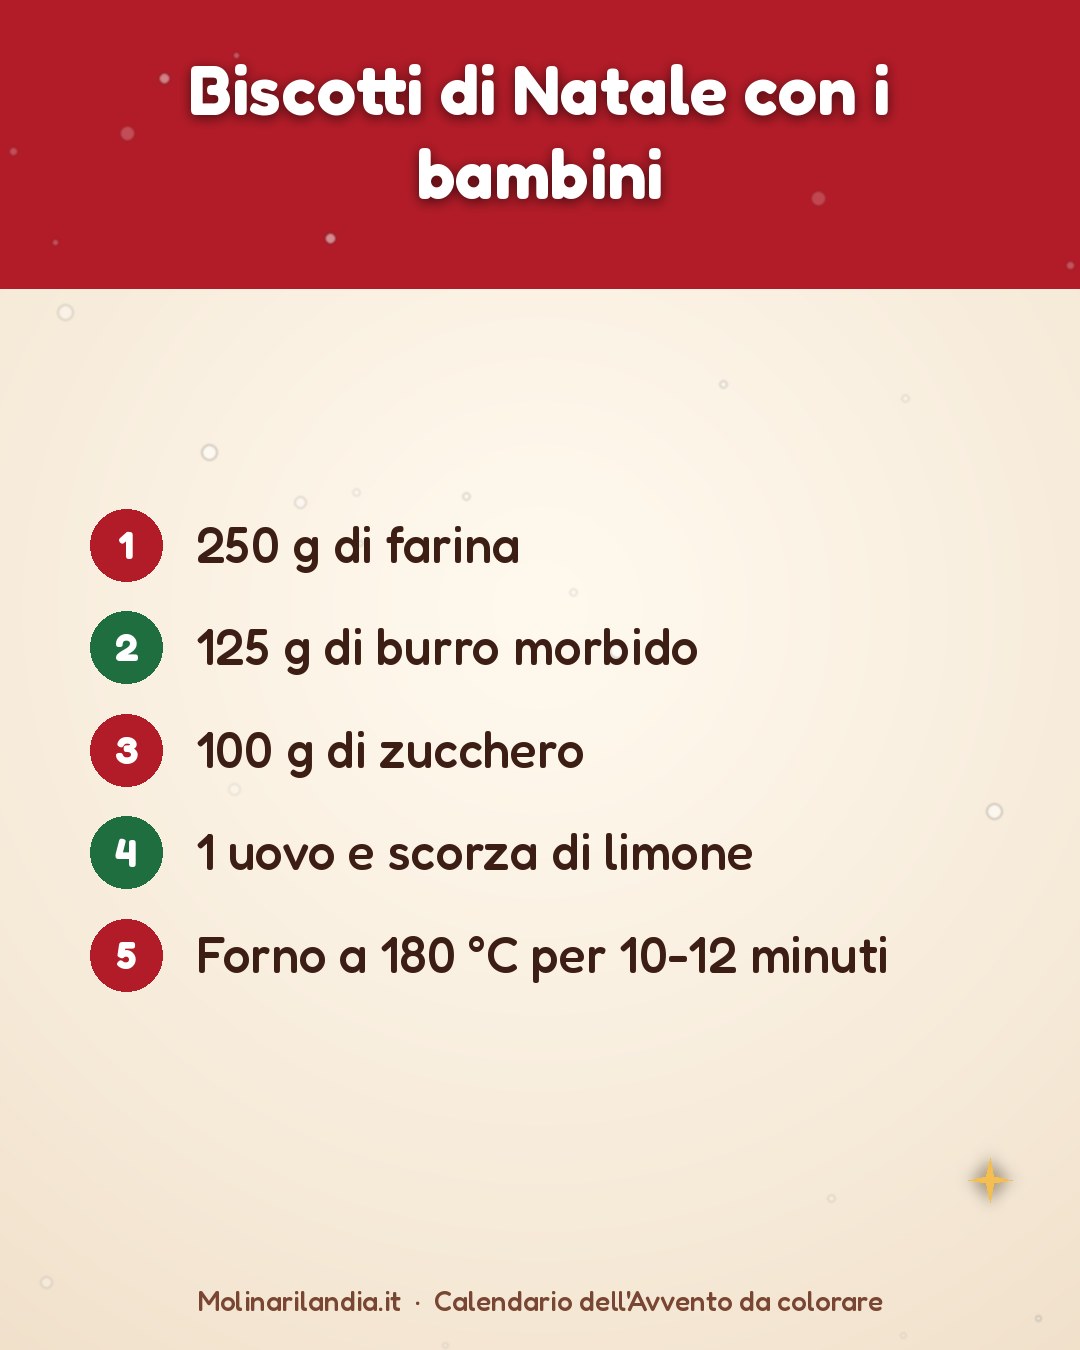 Biscotti di Natale con i
bambini
1 250 g di farina
2 125 g di burro morbido
3 100 g di zucchero
4 1 uovo e scorza di limone
5 Forno a 180 °C per 10-12 minuti
Molinarilandia.it · Calendario dell'Avvento da colorare